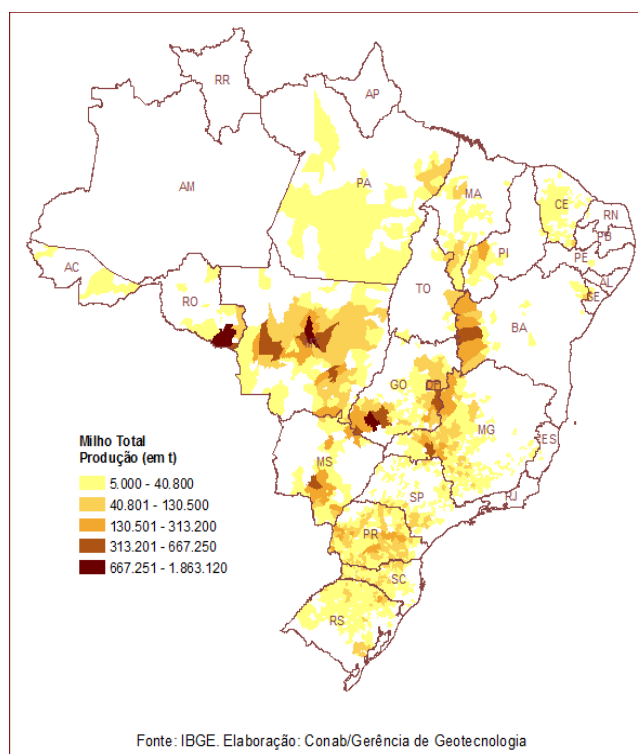 RR
AP
AM
PA
MA
CE
RN
PB
PE
AL
SE
PI
AC
RO
TO
BA
GO
DF
MG
ES
MS
SP
RJ
PR
SC
RS
Milho Total
Produção (em t)
5.000 - 40.800
40.801 - 130.500
130.501 - 313.200
313.201 - 667.250
667.251 - 1.863.120
Fonte: IBGE. Elaboração: Conab/Gerência de Geotecnologia